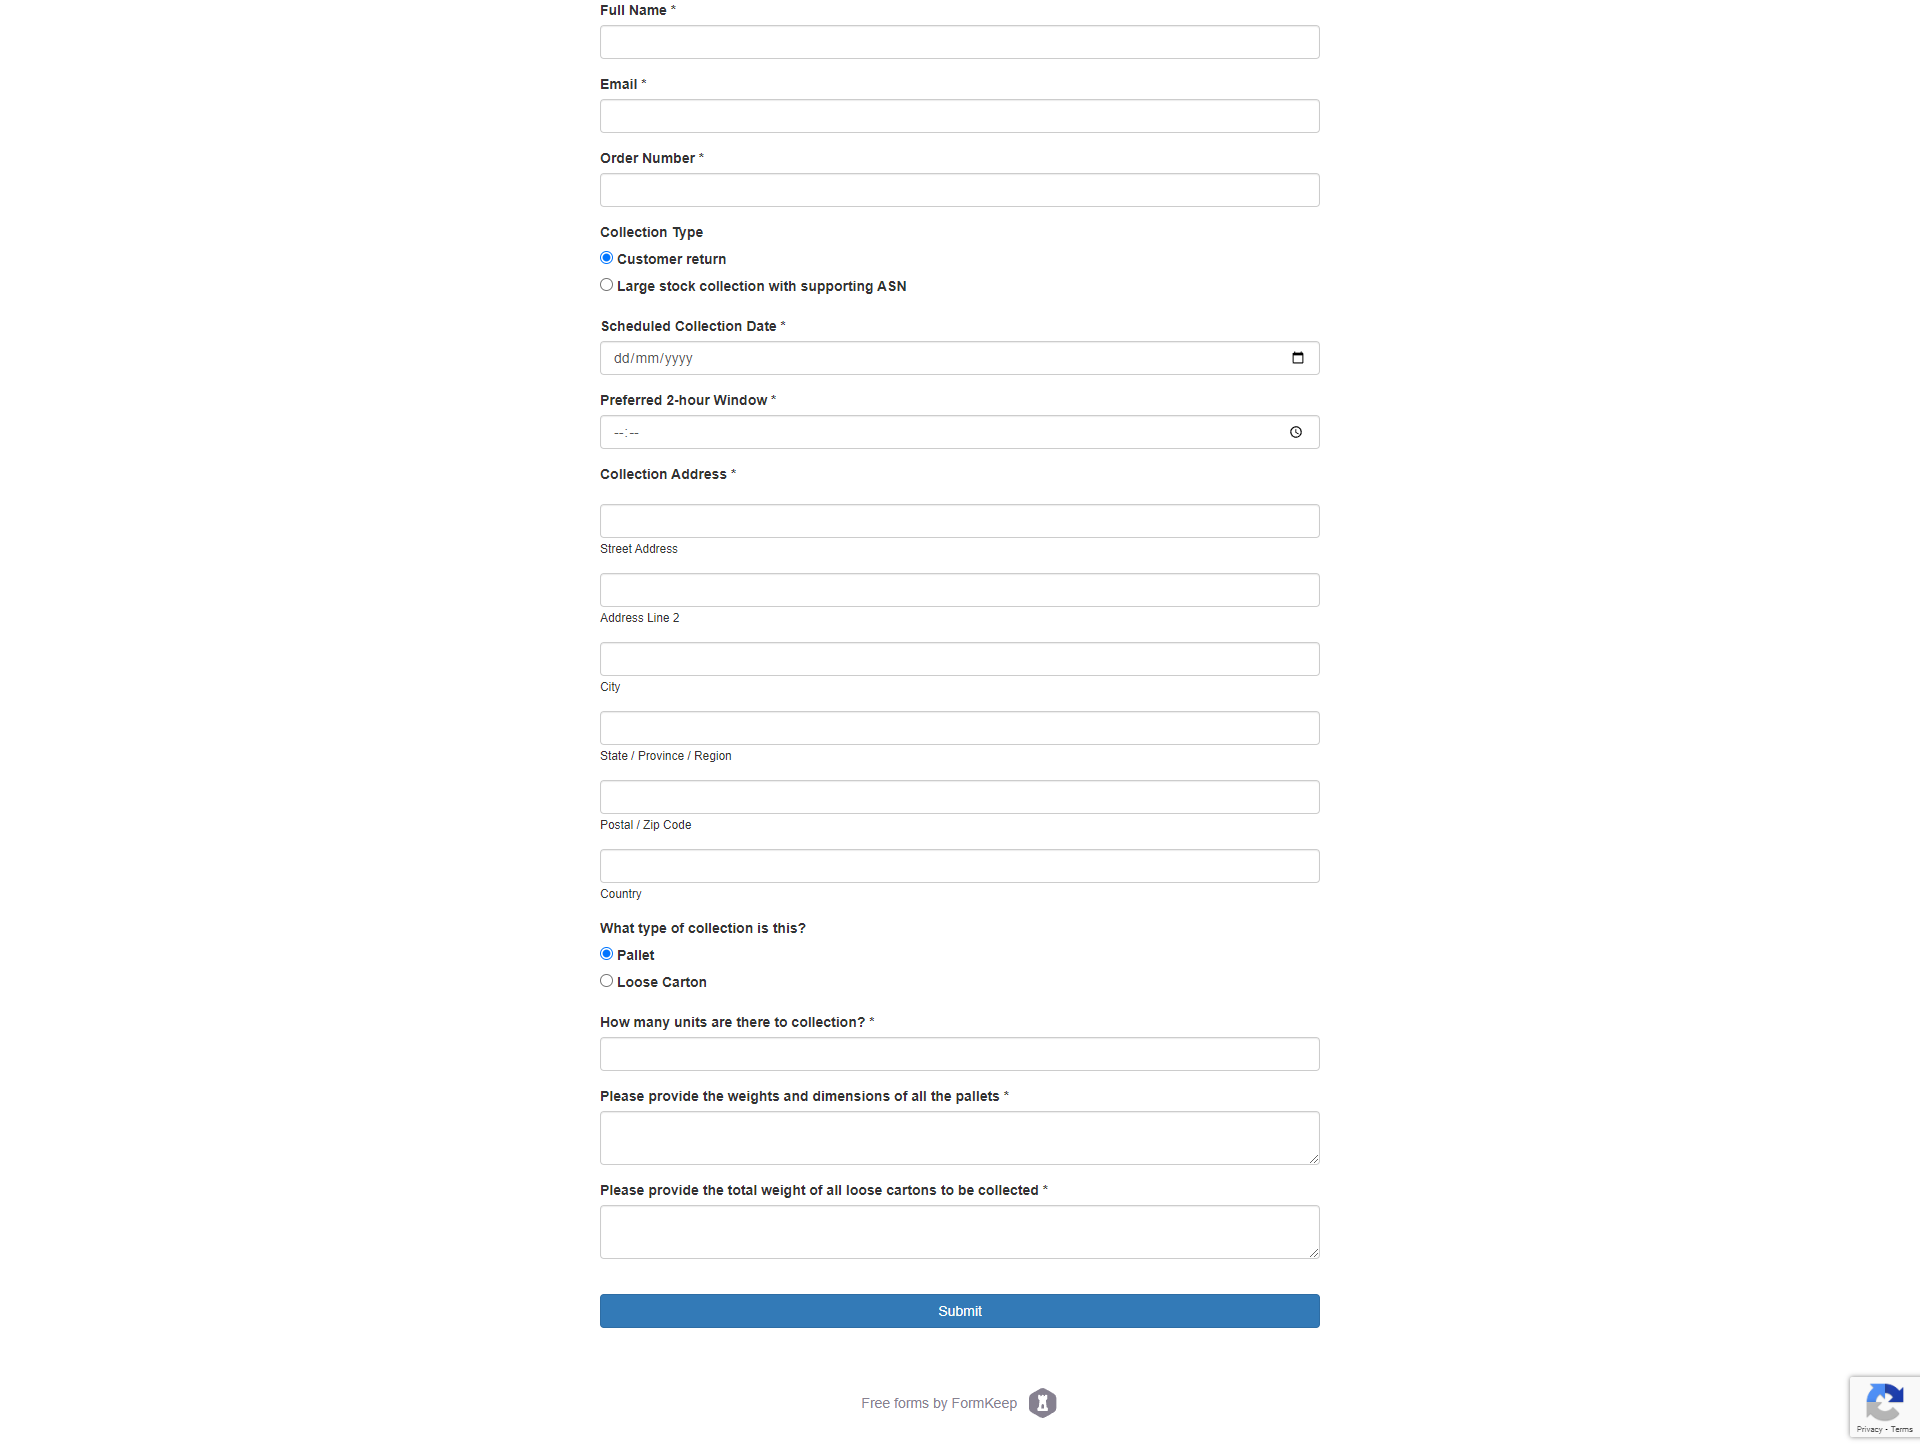 Full Name *
Email *
Order Number *
Collection Type
Customer return
Large stock collection with supporting ASN
Scheduled Collection Date *
dd/mm/yyyy
Preferred 2-hour Window *
--:--
Collection Address *
Street Address
Address Line 2
City
State / Province / Region
Postal / Zip Code
Country
What type of collection is this?
Pallet
Loose Carton
How many units are there to collection? *
Please provide the weights and dimensions of all the pallets *
Please provide the total weight of all loose cartons to be collected *
Submit
Free forms by FormKeep
Privacy - Terms